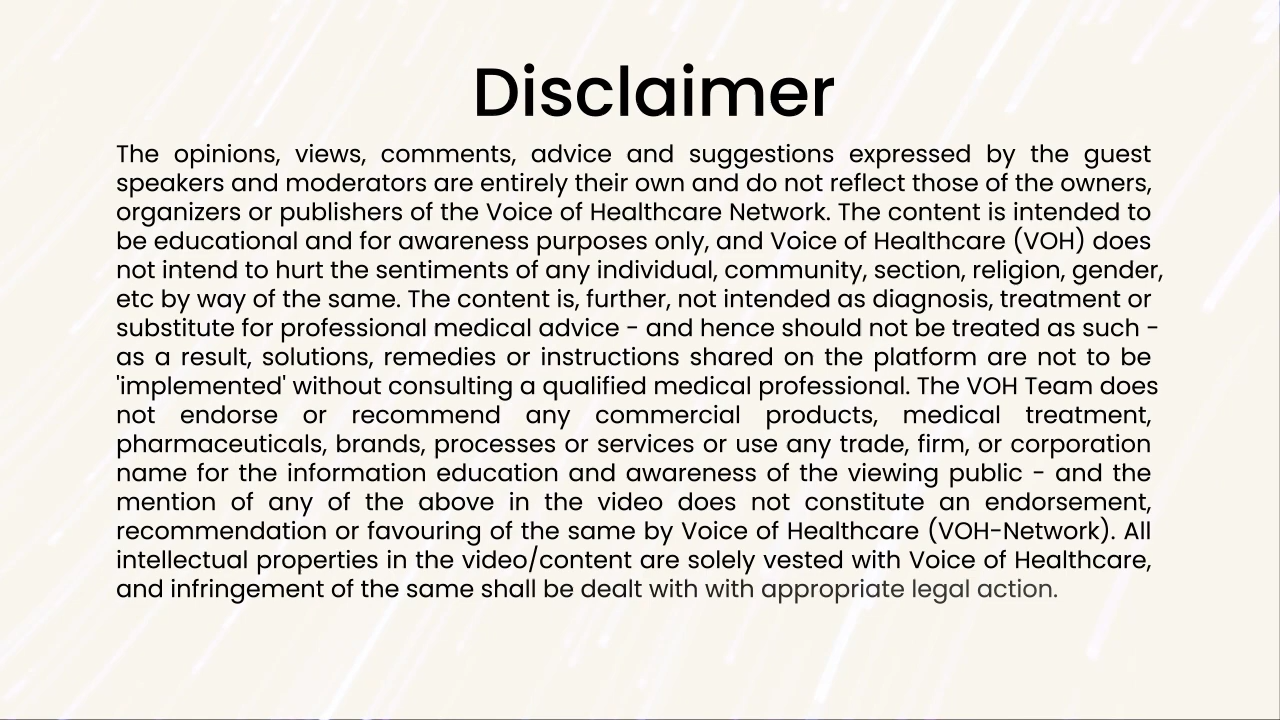 Disclaimer
The opinions, views, comments, advice and suggestions expressed by the guest
speakers and moderators are entirely their own and do not reflect those of the owners,
organizers or publishers of the Voice of Healthcare Network. The content is intended to
be educational and for awareness purposes only, and Voice of Healthcare (VOH) does
not intend to hurt the sentiments of any individual, community, section, religion, gender,
etc by way of the same. The content is, further, not intended as diagnosis, treatment or
substitute for professional medical advice - and hence should not be treated as such -
as a result, solutions, remedies or instructions shared on the platform are not to be
'implemented' without consulting a qualified medical professional. The VOH Team does
not endorse or recommend any commercial products, medical treatment,
pharmaceuticals, brands, processes or services or use any trade, firm, or corporation
name for the information education and awareness of the viewing public - and the
mention of any of the above in the video does not constitute an endorsement,
recommendation or favouring of the same by Voice of Healthcare (VOH-Network). All
intellectual properties in the video/content are solely vested with Voice of Healthcare,
and infringement of the same shall be dealt with with appropriate legal action.